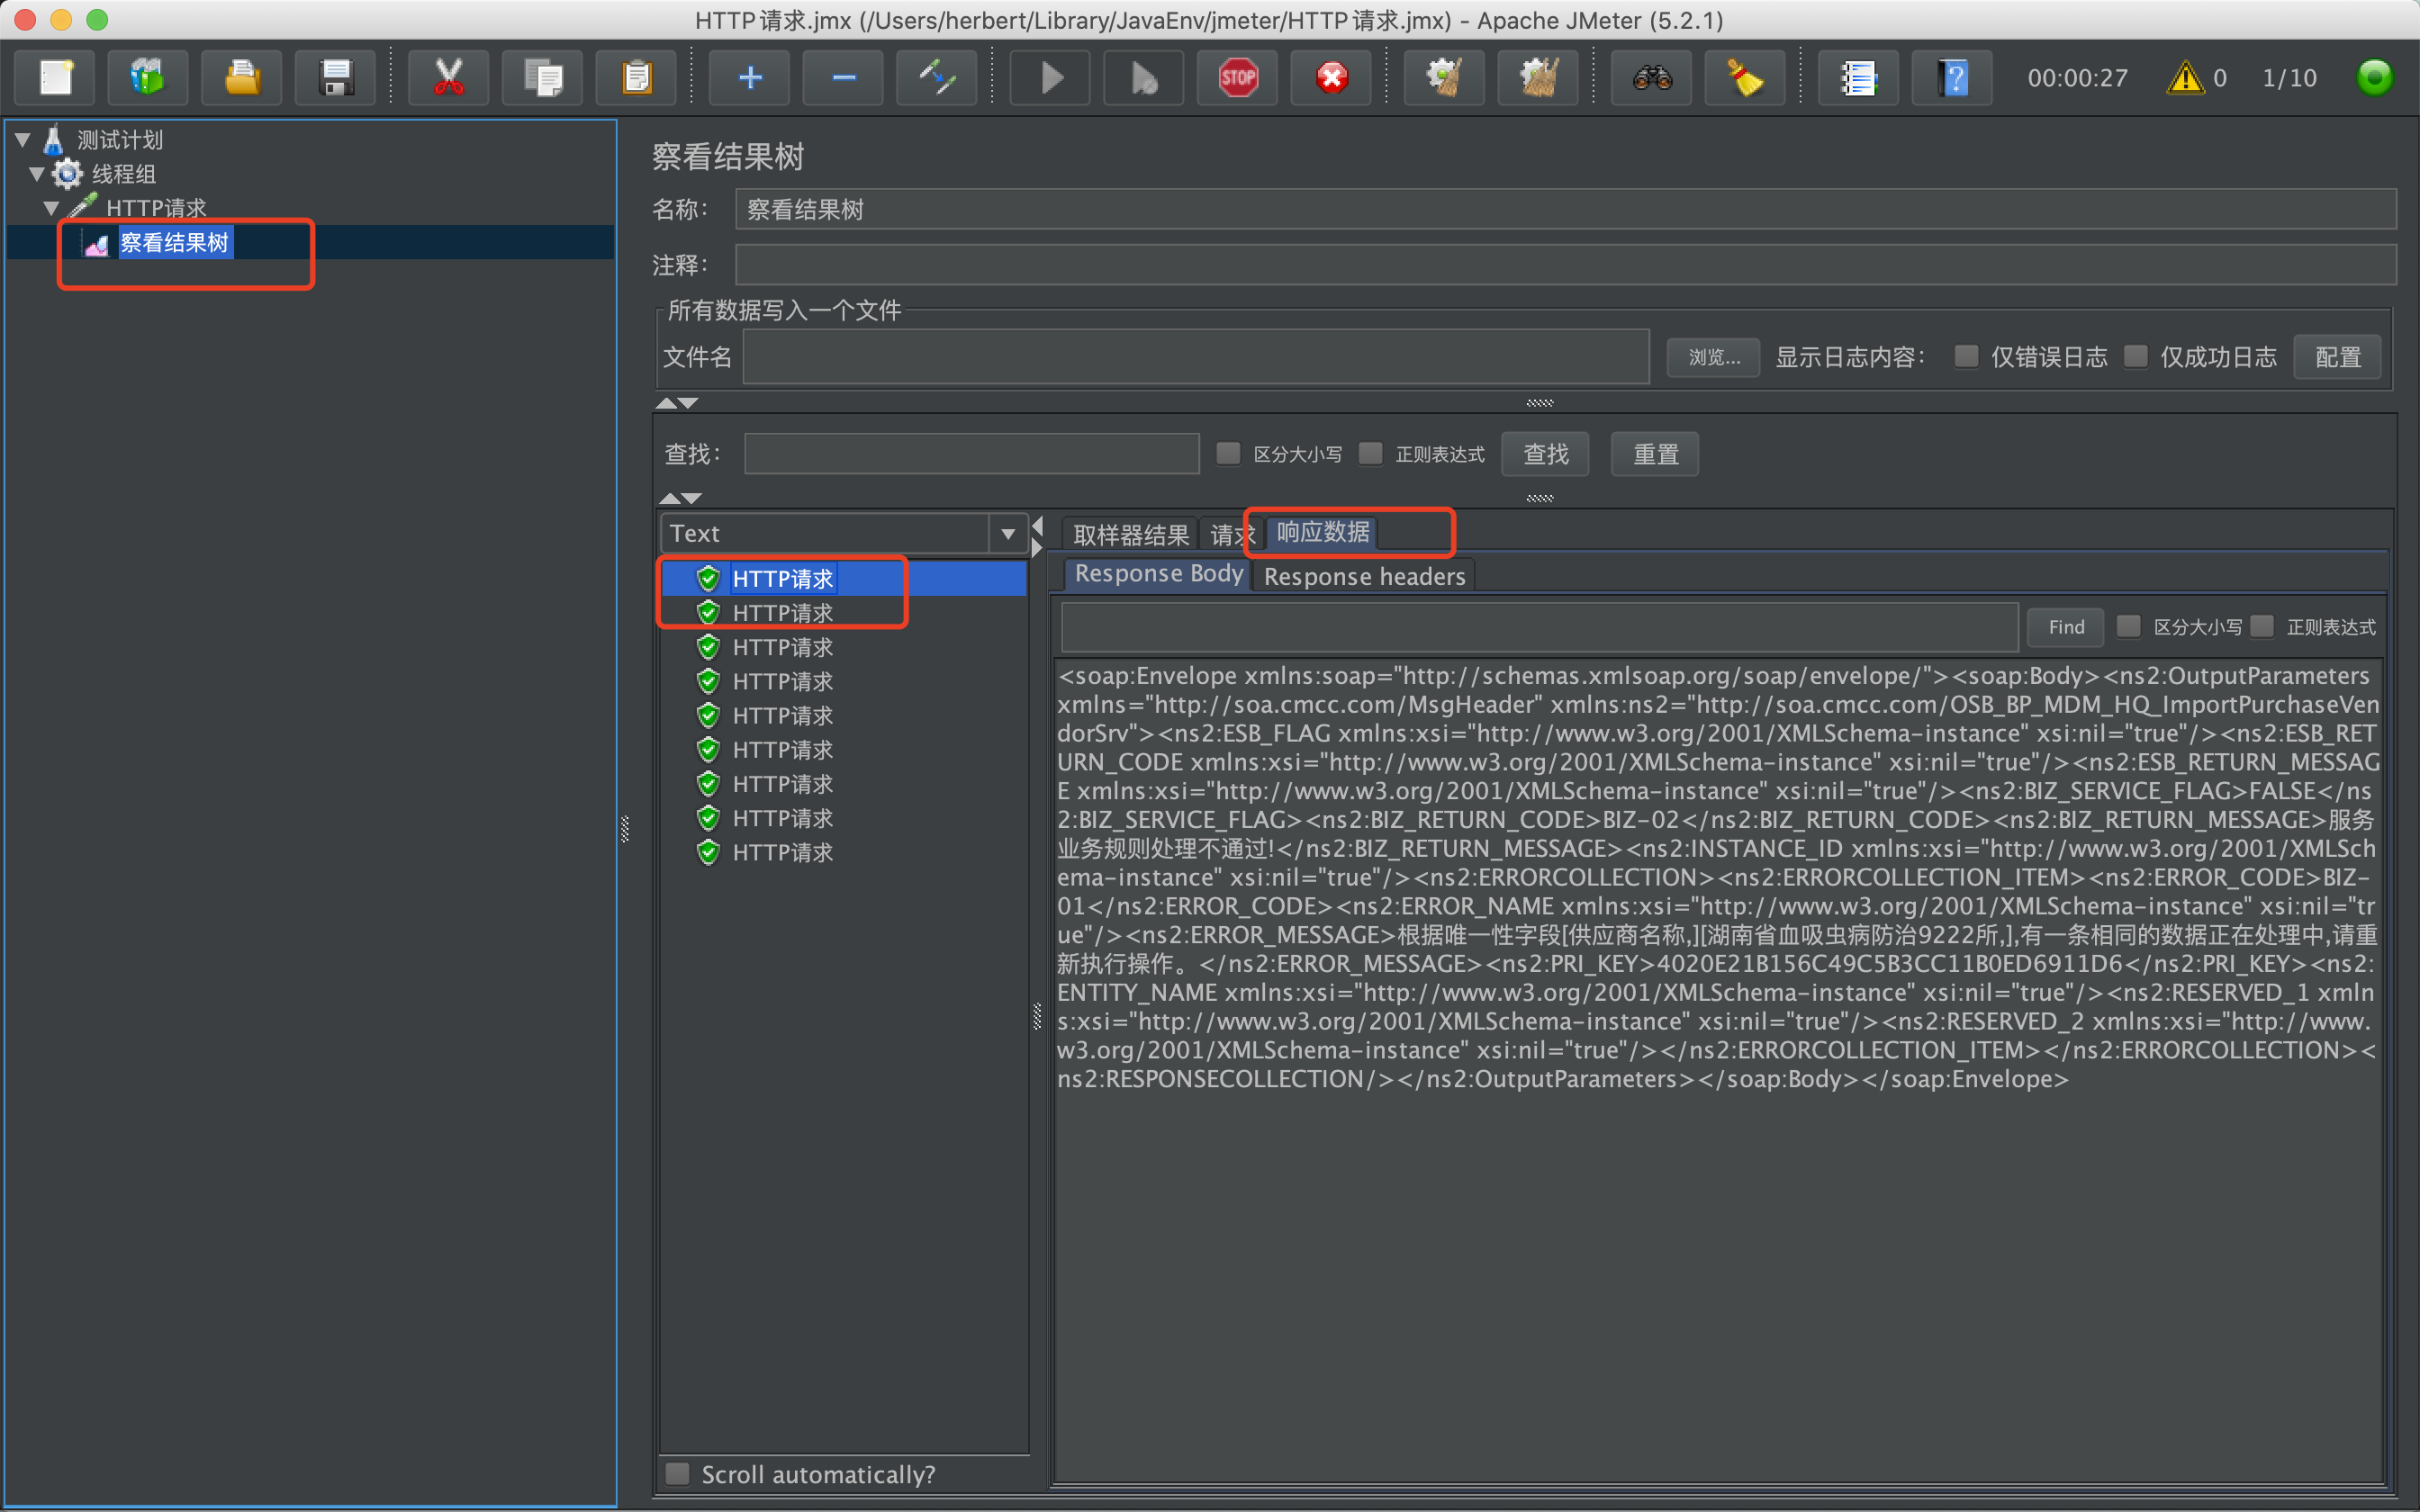 HTTP请求.jmx (/Users/herbert/Library/JavaEnv/jmeter/HTTP请求.jmx) - Apache JMeter (5.2.1)
STOP
00:00:27
0
1/10
测试计划
线程组
HTTP请求
察看结果树
察看结果树
名称：
察看结果树
注释：
所有数据写入一个文件
文件名
浏览...
显示日志内容：
仅错误日志
仅成功日志
配置
查找：
区分大小写
正则表达式
查找
重置
Text
取样器结果
请求
响应数据
HTTP请求
HTTP请求
HTTP请求
HTTP请求
HTTP请求
HTTP请求
HTTP请求
HTTP请求
HTTP请求
Scroll automatically?
Response Body
Response headers
Find
区分大小写
正则表达式
<soap:Envelope xmlns:soap="http://schemas.xmlsoap.org/soap/envelope/"><soap:Body><ns2:OutputParameters
xmlns="http://soa.cmcc.com/MsgHeader" xmlns:ns2="http://soa.cmcc.com/OSB_BP_MDM_HQ_ImportPurchaseVen
dorSrv"><ns2:ESB_FLAG xmlns:xsi="http://www.w3.org/2001/XMLSchema-instance" xsi:nil="true"/><ns2:ESB_RET
URN_CODE xmlns:xsi="http://www.w3.org/2001/XMLSchema-instance" xsi:nil="true"/><ns2:ESB_RETURN_MESSAG
E xmlns:xsi="http://www.w3.org/2001/XMLSchema-instance" xsi:nil="true"/><ns2:BIZ_SERVICE_FLAG>FALSE</ns
2:BIZ_SERVICE_FLAG><ns2:BIZ_RETURN_CODE>BIZ-02</ns2:BIZ_RETURN_CODE><ns2:BIZ_RETURN_MESSAGE>服务
业务规则处理不通过!</ns2:BIZ_RETURN_MESSAGE><ns2:INSTANCE_ID xmlns:xsi="http://www.w3.org/2001/XMLSch
ema-instance" xsi:nil="true"/><ns2:ERRORCOLLECTION><ns2:ERRORCOLLECTION_ITEM><ns2:ERROR_CODE>BIZ-
01</ns2:ERROR_CODE><ns2:ERROR_NAME xmlns:xsi="http://www.w3.org/2001/XMLSchema-instance" xsi:nil="tr
ue"/><ns2:ERROR_MESSAGE>根据唯一性字段[供应商名称,][湖南省血吸虫病防治9222所,],有一条相同的数据正在处理中,请重
新执行操作。</ns2:ERROR_MESSAGE><ns2:PRI_KEY>4020E21B156C49C5B3CC11B0ED6911D6</ns2:PRI_KEY><ns2:
ENTITY_NAME xmlns:xsi="http://www.w3.org/2001/XMLSchema-instance" xsi:nil="true"/><ns2:RESERVED_1 xmln
s:xsi="http://www.w3.org/2001/XMLSchema-instance" xsi:nil="true"/><ns2:RESERVED_2 xmlns:xsi="http://www.
w3.org/2001/XMLSchema-instance" xsi:nil="true"/></ns2:ERRORCOLLECTION_ITEM></ns2:ERRORCOLLECTION><
ns2:RESPONSECOLLECTION/></ns2:OutputParameters></soap:Body></soap:Envelope>